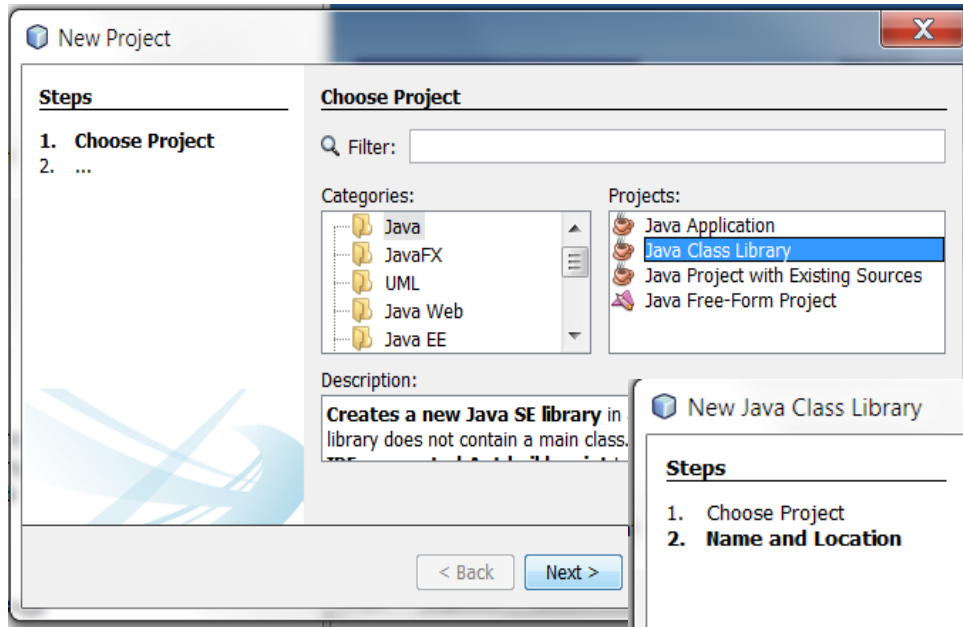 New Project
X
Steps
1. Choose Project
2. ...
Choose Project
Filter:
Categories:
Java
JavaFX
UML
Java Web
Java EE
Projects:
Java Application
Java Class Library
Java Project with Existing Sources
Java Free-Form Project
Description:
Creates a new Java SE library in
library does not contain a main class.
< Back
Next >
New Java Class Library
Steps
1. Choose Project
2. Name and Location